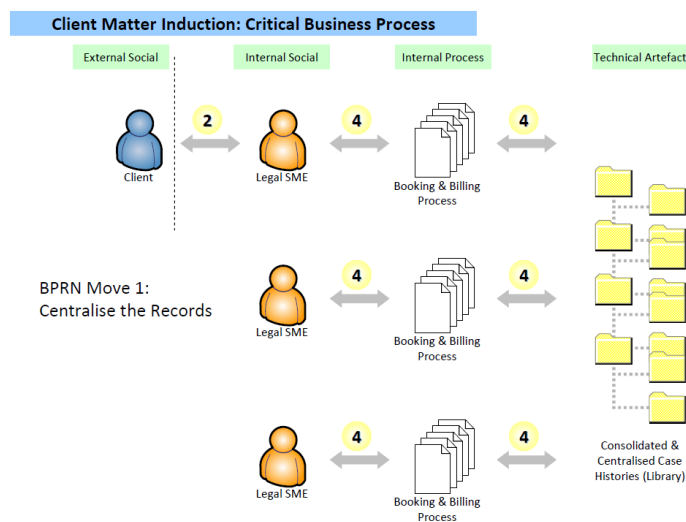 Client Matter Induction: Critical Business Process
External Social
Internal Social
Internal Process
Technical Artefact
2
4
4
Client
Legal SME
Booking & Billing
Process
BPRN Move 1:
Centralise the Records
4
4
Legal SME
Booking & Billing
Process
4
4
Legal SME
Booking & Billing
Process
Consolidated &
Centralised Case
Histories (Library)